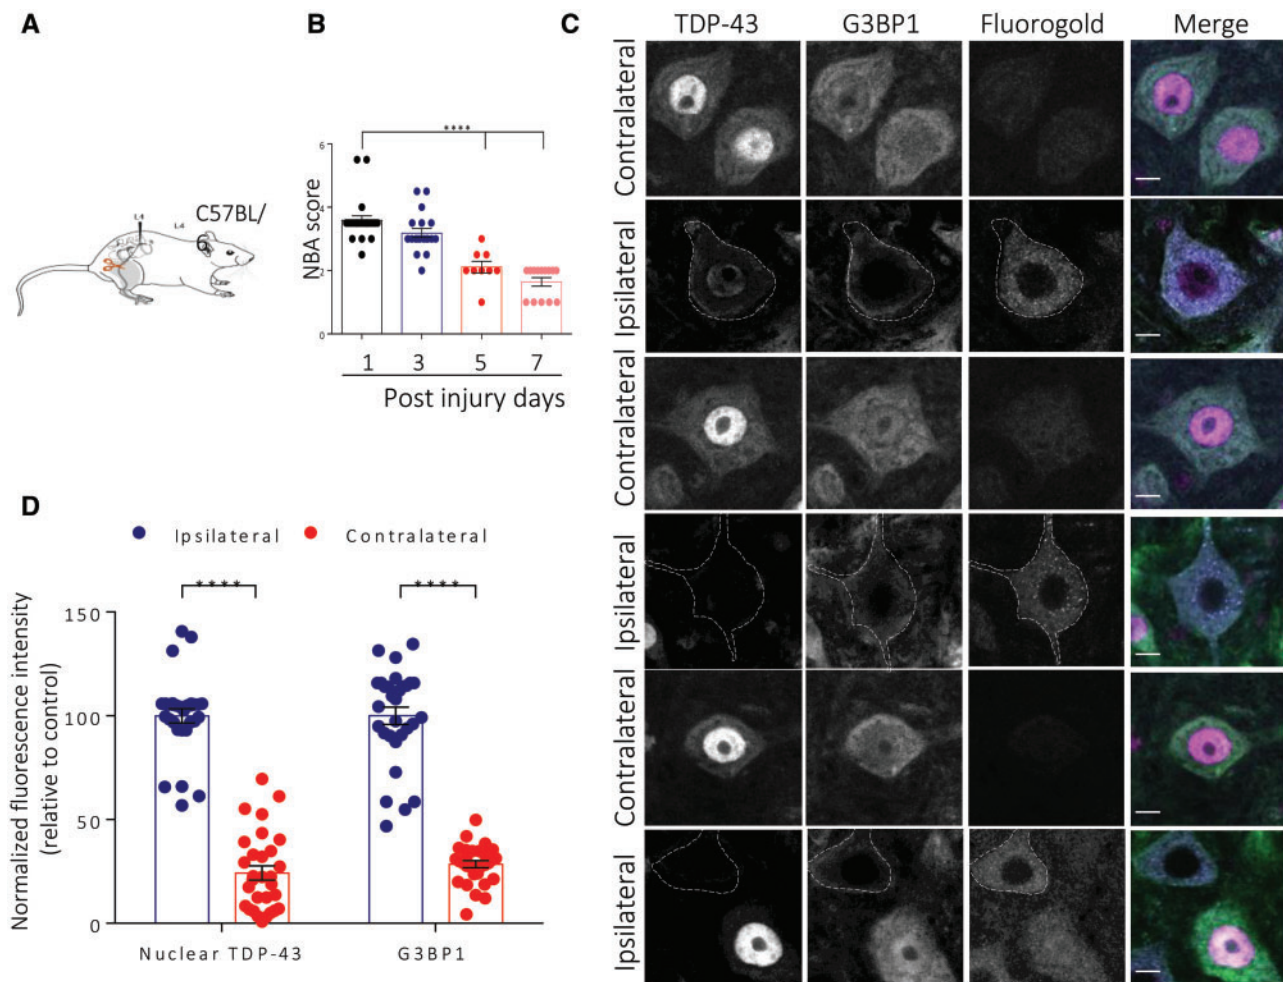 A
B
C
TDP-43 G3BP1 Fluorogold Merge
C57BL/
L4
L4
NBA score
****
6
4
2
0
1 3 5 7
Post injury days
Contralateral
Ipsilateral
Contralateral
Ipsilateral
Contralateral
Ipsilateral
D
Ipsilateral Contralateral
**** ****
Normalized fluorescence intensity
(relative to control)
150
100
50
0
Nuclear TDP-43 G3BP1